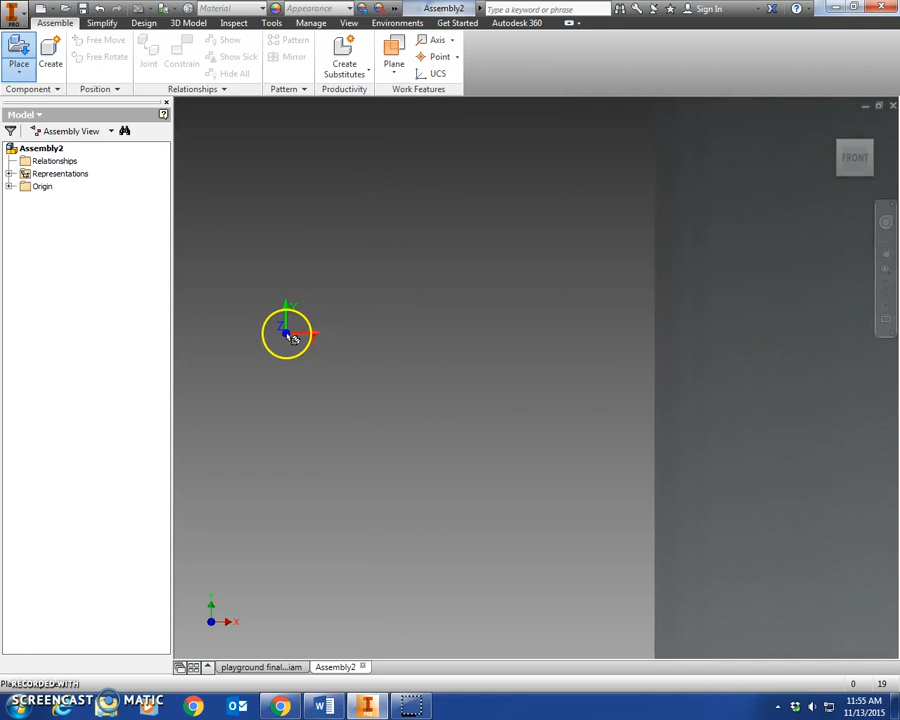 Material
Appearance
Assembly2
Type a keyword or phrase
Sign In
PRO
Assemble Simplify Design 3D Model Inspect Tools Manage View Environments Get Started Autodesk 360
Place
Create
Free Move
Free Rotate
Joint
Constrain
Show
Show Sick
Hide All
Pattern
Mirror
Create
Substitutes
Plane
Axis
Point
UCS
Component Position Relationships Pattern Productivity Work Features
Model
Assembly View
Assembly2
Relationships
Representations
Origin
FRONT
Y
Z
X
playground final...iam
Assembly2
RECORDED WITH
0 19
SCREENCAST MATIC
11:55 AM
11/13/2015